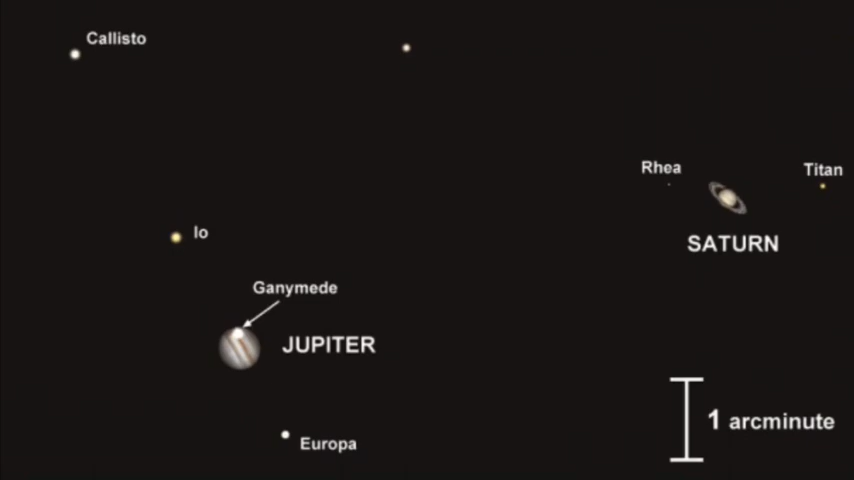 Callisto
Rhea
Titan
Io
SATURN
Ganymede
JUPITER
1 arcminute
Europa